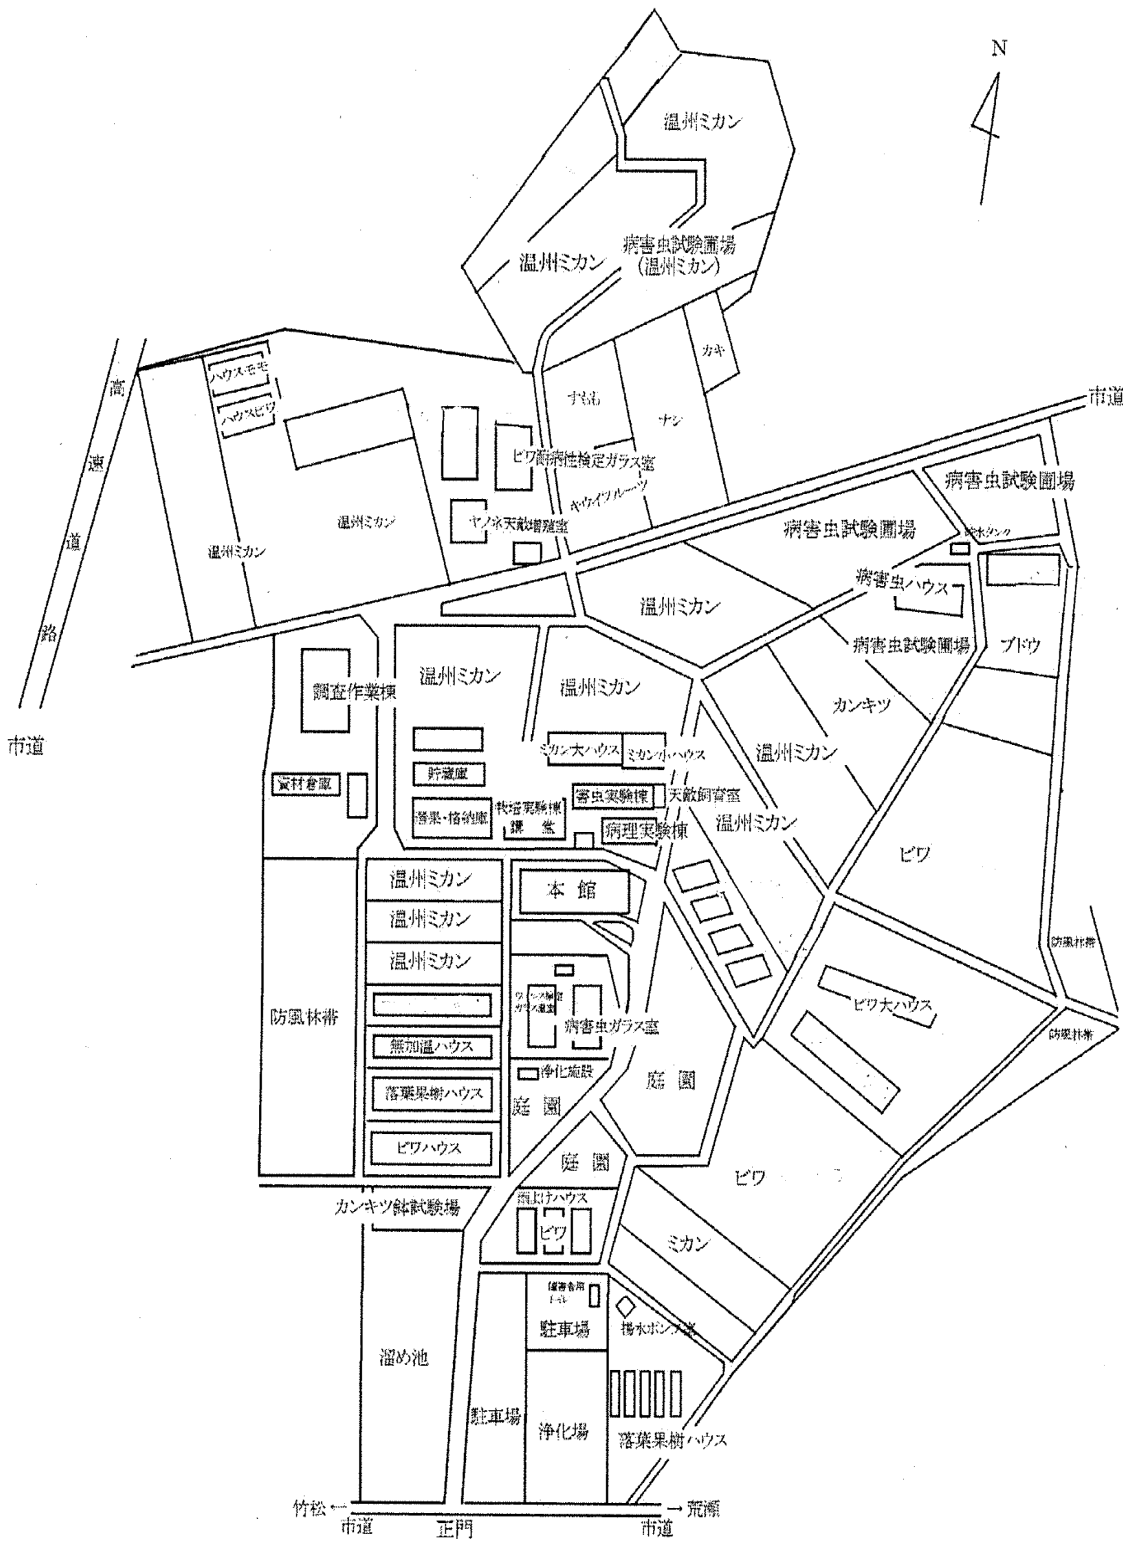 N
温州ミカン
病害虫試験圃場
(温州ミカン)
温州ミカン
カキ
ハウスモモ
ハウスビワ
高速道路
すもも
ナシ
市道
ビワ耐病性検定ガラス室
キウイフルーツ
病害虫試験圃場
ヤノネ天敵増殖室
温州ミカン
温州ミカン
病害虫試験圃場
病害虫ハウス
温州ミカン
病害虫試験圃場
ブドウ
調査作業棟
温州ミカン
温州ミカン
カンキツ
市道
ミカン大ハウス
ミカン小ハウス
温州ミカン
資材倉庫
貯蔵庫
害虫実験棟
天敵飼育室
選果・格納庫
栽培実験棟
講堂
病理実験棟
温州ミカン
ビワ
温州ミカン
本館
温州ミカン
防風林帯
温州ミカン
ビワ大ハウス
防風林帯
病害虫ガラス室
防風林帯
無加温ハウス
浄化施設
庭園
落葉果樹ハウス
庭園
ビワハウス
庭園
ビワ
雨よけハウス
カンキツ鉢試験場
ビワ
ミカン
障害者用
トイレ
駐車場
揚水ポンプ室
溜め池
駐車場
浄化場
落葉果樹ハウス
竹松←
→荒瀬
市道
正門
市道